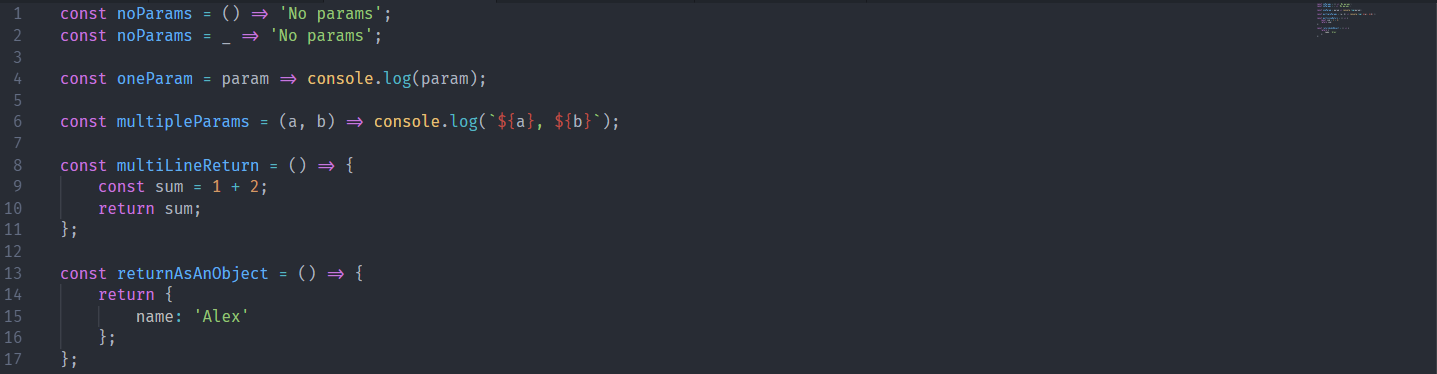 1 const noParams = () => 'No params';
2 const noParams = _ => 'No params';
3
4 const oneParam = param => console.log(param);
5
6 const multipleParams = (a, b) => console.log(`${a}, ${b}`);
7
8 const multiLineReturn = () => {
9     const sum = 1 + 2;
10     return sum;
11 };
12
13 const returnAsAnObject = () => {
14     return {
15         name: 'Alex'
16     };
17 };